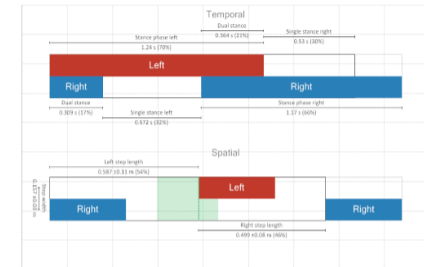 Temporal
Dual stance
Stance phase left
0.364 s (21%)
Single stance right
1.24 s (70%)
0.53 s (30%)
Left
Right
Right
Dual stance
Stance phase right
0.309 s (17%)
Single stance left
1.17 s (66%)
0.572 s (32%)
Spatial
Left step length
0.587 ±0.11 m (54%)
Step width
Left
Right
Right
Right step length
0.499 ±0.08 m (46%)